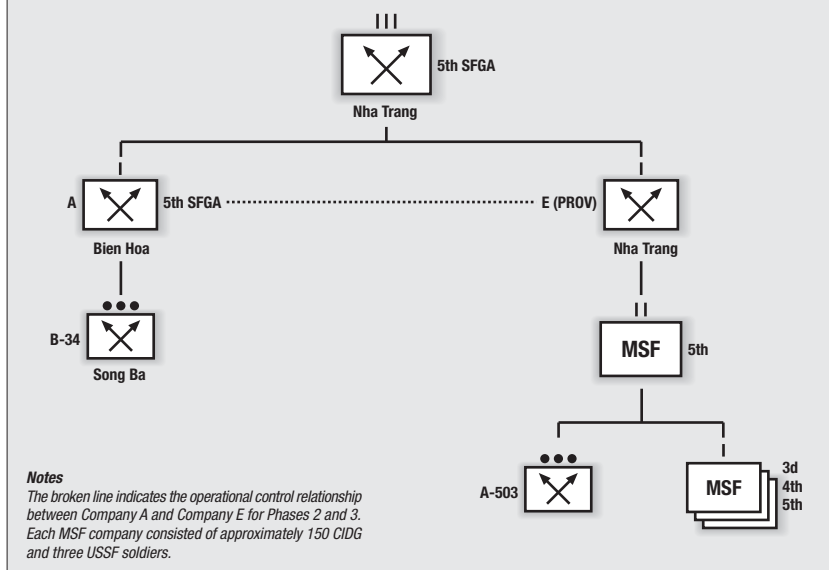 5th SFGA
Nha Trang
A
5th SFGA
E (PROV)
Bien Hoa
Nha Trang
B-34
Song Ba
MSF
5th
A-503
MSF
3d
4th
5th
Notes
The broken line indicates the operational control relationship
between Company A and Company E for Phases 2 and 3.
Each MSF company consisted of approximately 150 CIDG
and three USSF soldiers.